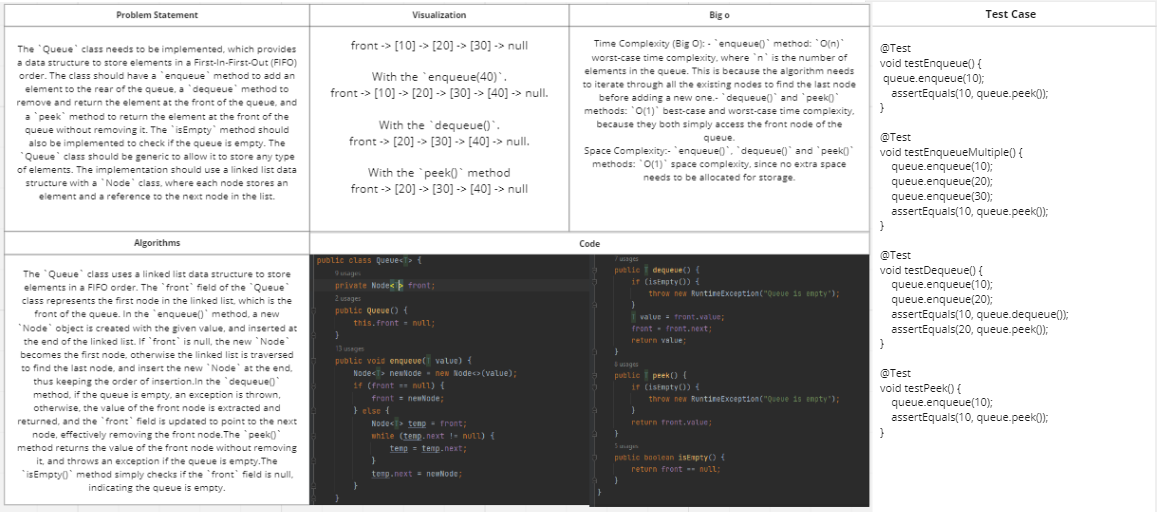 Problem Statement
The `Queue` class needs to be implemented, which provides
a data structure to store elements in a First-In-First-Out (FIFO)
order. The class should have a `enqueue` method to add an
element to the rear of the queue, a `dequeue` method to
remove and return the element at the front of the queue, and
a `peek` method to return the element at the front of the
queue without removing it. The `isEmpty` method should
also be implemented to check if the queue is empty. The
`Queue` class should be generic to allow it to store any type
of elements. The implementation should use a linked list data
structure with a `Node` class, where each node stores an
element and a reference to the next node in the list.
Visualization
front -> [10] -> [20] -> [30] -> null
With the `enqueue(40)`.
front -> [10] -> [20] -> [30] -> [40] -> null.
With the `dequeue()`.
front -> [20] -> [30] -> [40] -> null.
With the `peek()` method
front -> [20] -> [30] -> [40] -> null
Big o
Time Complexity (Big O): - `enqueue()` method: `O(n)`
worst-case time complexity, where `n` is the number of
elements in the queue. This is because the algorithm needs
to iterate through all the existing nodes to find the last node
before adding a new one.- `dequeue()` and `peek()`
methods: `O(1)` best-case and worst-case time complexity,
because they both simply access the front node of the
queue.
Space Complexity:- `enqueue()`, `dequeue()` and `peek()`
methods: `O(1)` space complexity, since no extra space
needs to be allocated for storage.
Algorithms
The `Queue` class uses a linked list data structure to store
elements in a FIFO order. The `front` field of the `Queue`
class represents the first node in the linked list, which is the
front of the queue. In the `enqueue()` method, a new
`Node` object is created with the given value, and inserted at
the end of the linked list. If `front` is null, the new `Node`
becomes the first node, otherwise the linked list is traversed
to find the last node, and insert the new `Node` at the end,
thus keeping the order of insertion.In the `dequeue()`
method, if the queue is empty, an exception is thrown,
otherwise, the value of the front node is extracted and
returned, and the `front` field is updated to point to the next
node, effectively removing the front node.The `peek()`
method returns the value of the front node without removing
it, and throws an exception if the queue is empty.The
`isEmpty()` method simply checks if the `front` field is null,
indicating the queue is empty.
Code
public class Queue<T> {
9 usages
private Node<T> front;
2 usages
public Queue() {
this.front = null;
}
13 usages
public void enqueue(T value) {
Node<T> newNode = new Node<>(value);
if (front == null) {
front = newNode;
} else {
Node<T> temp = front;
while (temp.next != null) {
temp = temp.next;
}
temp.next = newNode;
}
}
7 usages
public T dequeue() {
if (isEmpty()) {
throw new RuntimeException("Queue is empty");
}
T value = front.value;
front = front.next;
return value;
}
8 usages
public T peek() {
if (isEmpty()) {
throw new RuntimeException("Queue is empty");
}
return front.value;
}
5 usages
public boolean isEmpty() {
return front == null;
}
}
Test Case
@Test
void testEnqueue() {
queue.enqueue(10);
assertEquals(10, queue.peek());
}
@Test
void testEnqueueMultiple() {
queue.enqueue(10);
queue.enqueue(20);
queue.enqueue(30);
assertEquals(10, queue.peek());
}
@Test
void testDequeue() {
queue.enqueue(10);
queue.enqueue(20);
assertEquals(10, queue.dequeue());
assertEquals(20, queue.peek());
}
@Test
void testPeek() {
queue.enqueue(10);
assertEquals(10, queue.peek());
}